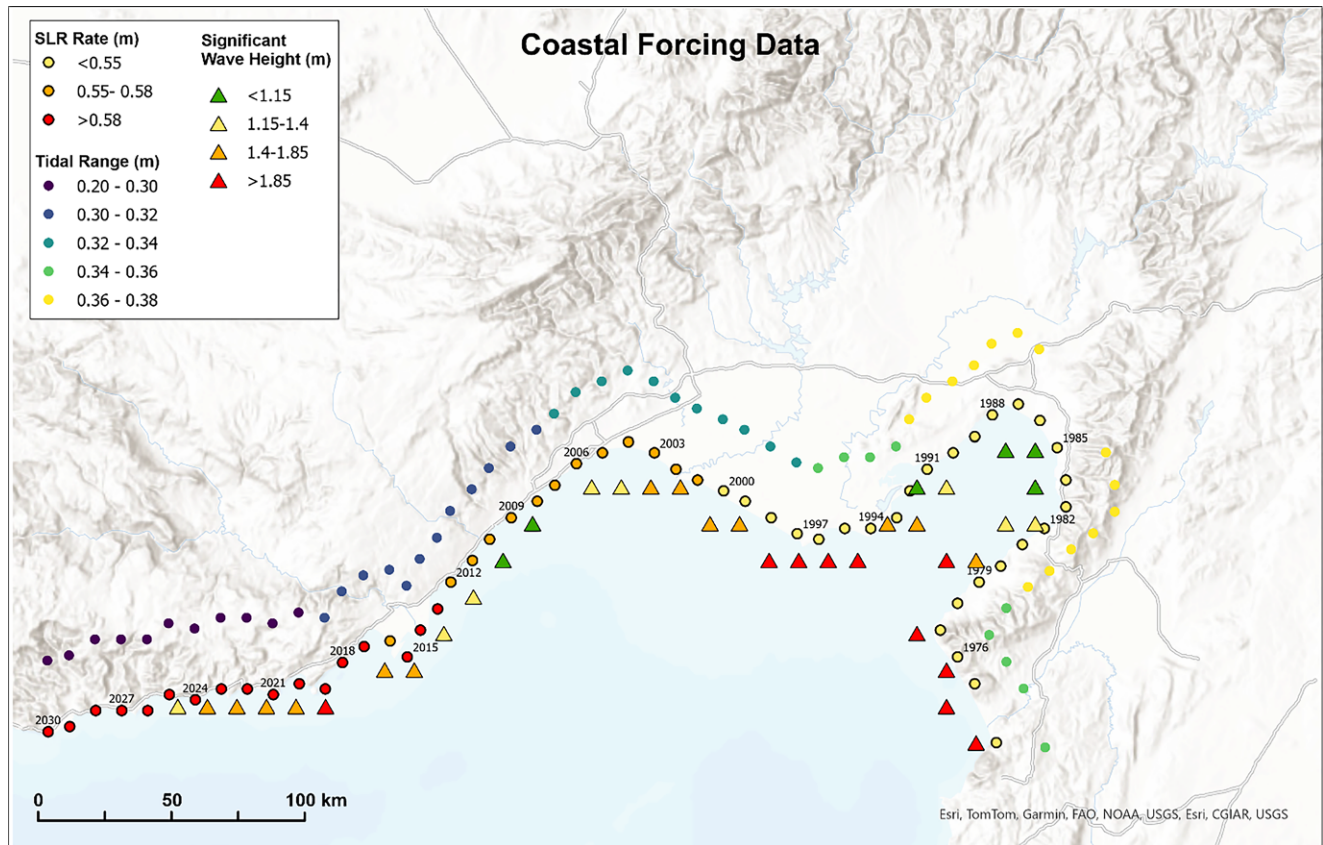 Coastal Forcing Data
SLR Rate (m)
<0.55
0.55- 0.58
>0.58
Tidal Range (m)
0.20 - 0.30
0.30 - 0.32
0.32 - 0.34
0.34 - 0.36
0.36 - 0.38
Significant
Wave Height (m)
<1.15
1.15-1.4
1.4-1.85
>1.85
1988
1985
2003
2006
1991
2000
2009
1982
1994
1997
2012
1979
2018
2015
1976
2021
2024
2027
2030
0
50
100 km
Esri, TomTom, Garmin, FAO, NOAA, USGS, Esri, CGIAR, USGS